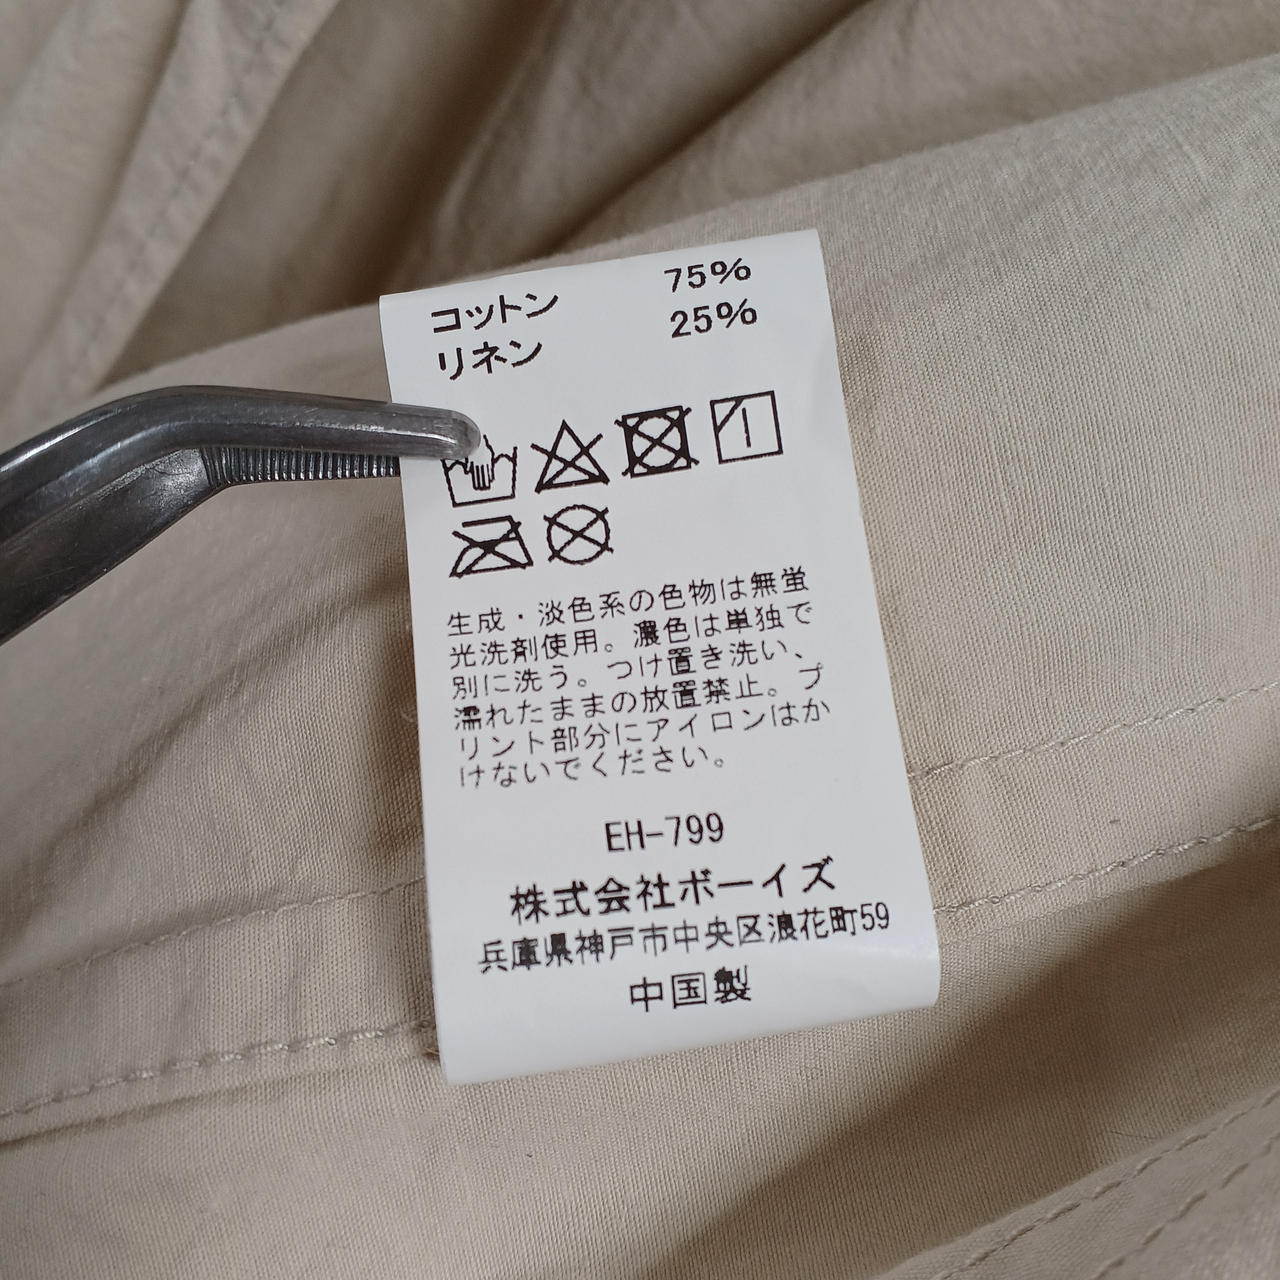 コットン 75%
リネン 25%
生成・淡色系の色物は無蛍
光洗剤使用。濃色は単独で
別に洗う。つけ置き洗い、
濡れたままの放置禁止。プ
リント部分にアイロンはか
けないでください。
EH-799
株式会社ボーイズ
兵庫県神戸市中央区浪花町59
中国製